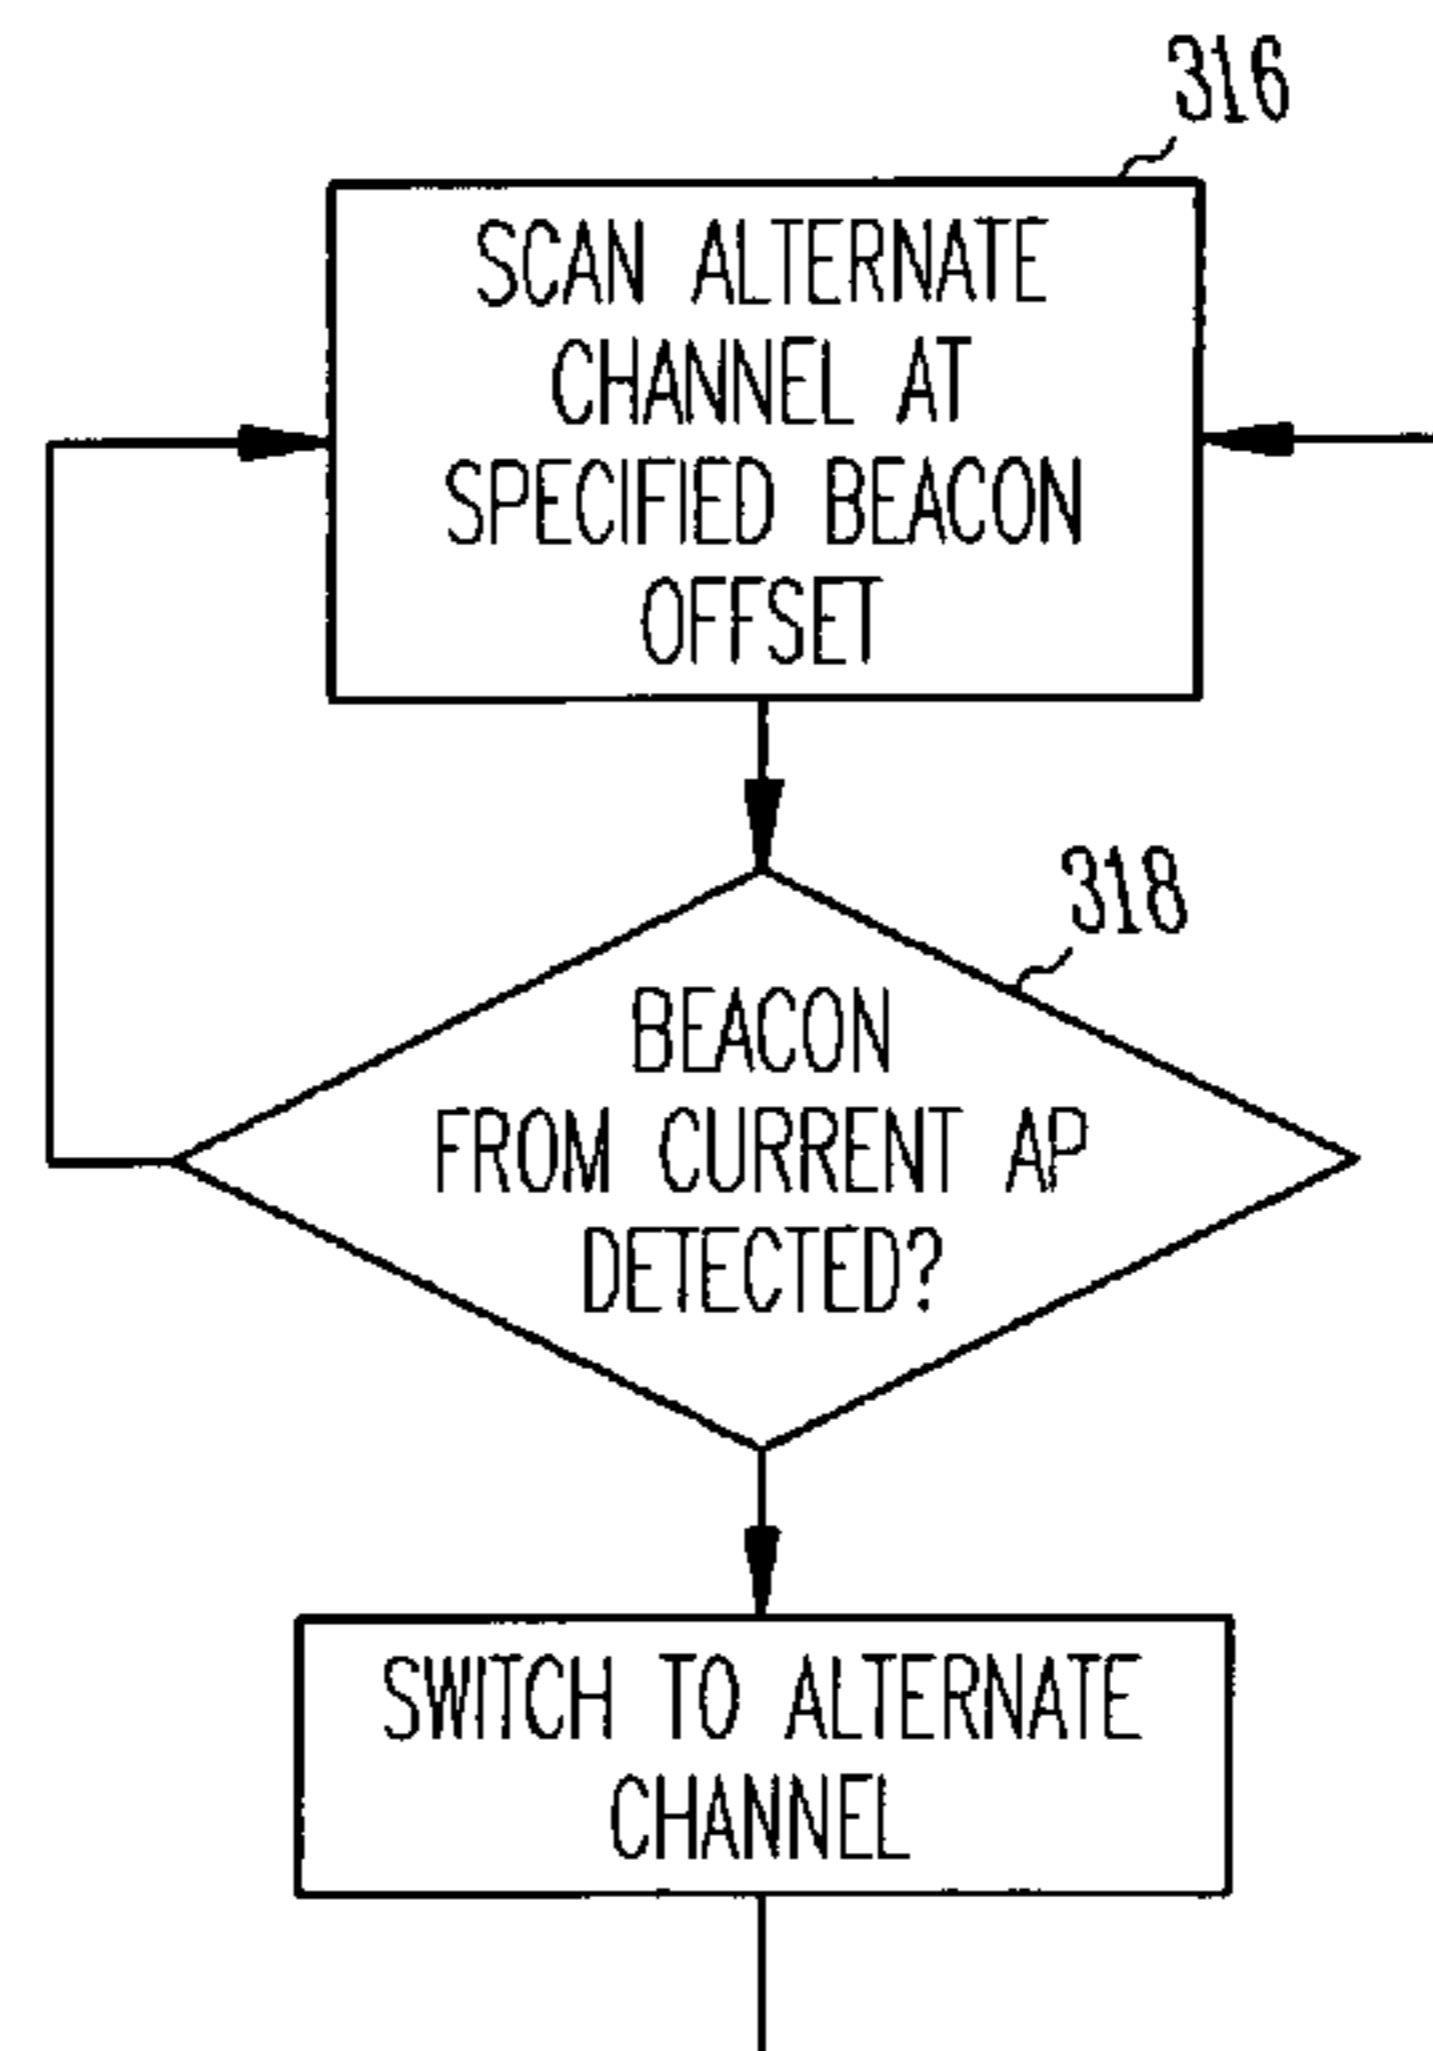 316
SCAN ALTERNATE
CHANNEL AT
SPECIFIED BEACON
OFFSET
318
BEACON
FROM CURRENT AP
DETECTED?
SWITCH TO ALTERNATE
CHANNEL